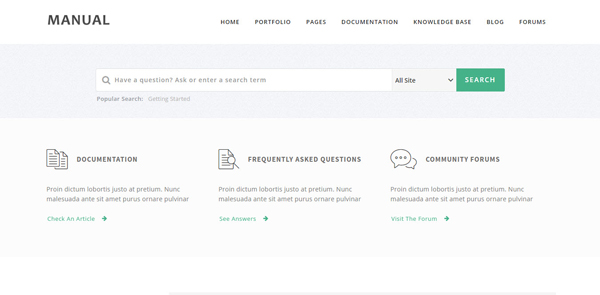 MANUAL
HOME PORTFOLIO PAGES DOCUMENTATION KNOWLEDGE BASE BLOG FORUMS
Have a question? Ask or enter a search term
All Site
SEARCH
Popular Search: Getting Started
DOCUMENTATION
Proin dictum lobortis justo at pretium. Nunc
malesuada ante sit amet purus ornare pulvinar
Check An Article
FREQUENTLY ASKED QUESTIONS
Proin dictum lobortis justo at pretium. Nunc
malesuada ante sit amet purus ornare pulvinar
See Answers
COMMUNITY FORUMS
Proin dictum lobortis justo at pretium. Nunc
malesuada ante sit amet purus ornare pulvinar
Visit The Forum